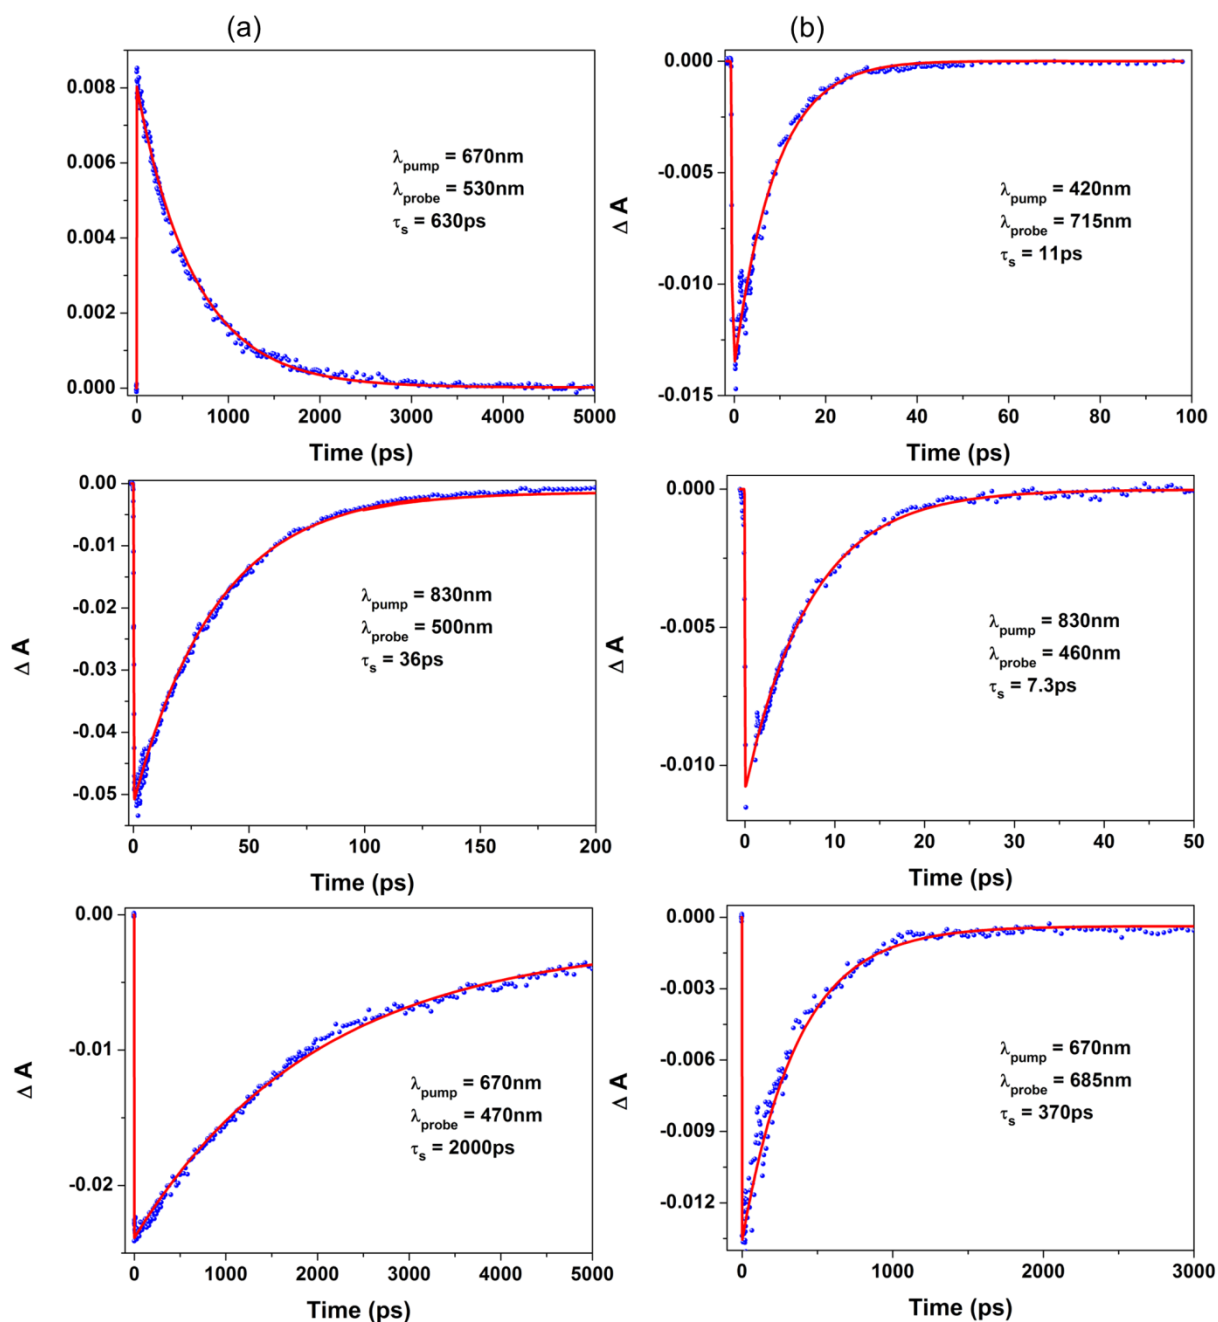 (a)
0.008
0.006
0.004
0.002
0.000
λpump = 670nm
λprobe = 530nm
τs = 630ps
0 1000 2000 3000 4000 5000
Time (ps)
(b)
Δ A
0.000
-0.005
-0.010
-0.015
λpump = 420nm
λprobe = 715nm
τs = 11ps
0 20 40 60 80 100
Time (ps)
Δ A
0.00
-0.01
-0.02
-0.03
-0.04
-0.05
λpump = 830nm
λprobe = 500nm
τs = 36ps
0 50 100 150 200
Time (ps)
Δ A
0.000
-0.005
-0.010
λpump = 830nm
λprobe = 460nm
τs = 7.3ps
0 10 20 30 40 50
Time (ps)
Δ A
0.00
-0.01
-0.02
λpump = 670nm
λprobe = 470nm
τs = 2000ps
0 1000 2000 3000 4000 5000
Time (ps)
Δ A
0.000
-0.003
-0.006
-0.009
-0.012
λpump = 670nm
λprobe = 685nm
τs = 370ps
0 1000 2000 3000
Time (ps)